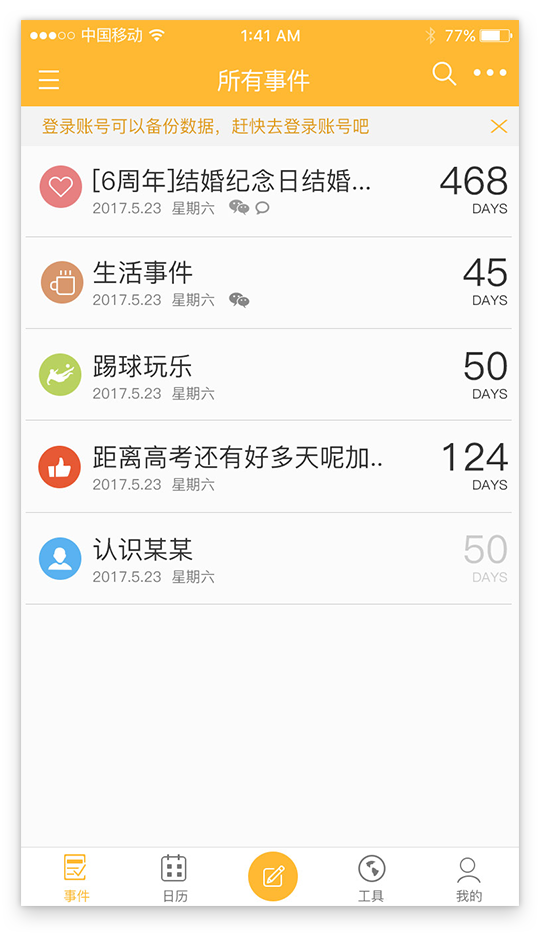 中国移动 1:41 AM 77%
所有事件
登录账号可以备份数据，赶快去登录账号吧
[6周年]结婚纪念日结婚... 468
2017.5.23 星期六 DAYS
生活事件 45
2017.5.23 星期六 DAYS
踢球玩乐 50
2017.5.23 星期六 DAYS
距离高考还有好多天呢加.. 124
2017.5.23 星期六 DAYS
认识某某 50
2017.5.23 星期六 DAYS
事件 日历 工具 我的